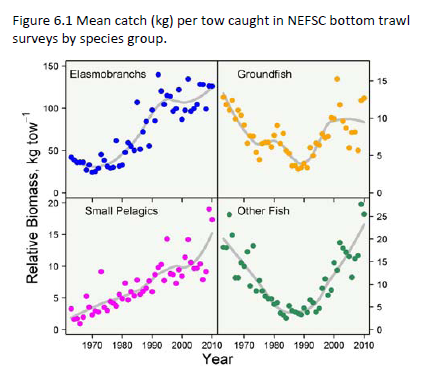 Figure 6.1 Mean catch (kg) per tow caught in NEFSC bottom trawl
surveys by species group.
Relative Biomass, kg tow⁻¹
Elasmobranchs
150
100
50
0
Groundfish
15
10
5
0
Small Pelagics
20
15
10
5
0
Other Fish
25
20
15
10
5
0
1970 1980 1990 2000 2010
1970 1980 1990 2000 2010
Year